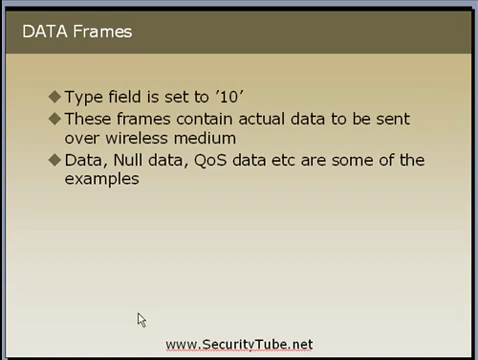 DATA Frames
Type field is set to ’10’
These frames contain actual data to be sent
over wireless medium
Data, Null data, QoS data etc are some of the
examples
www.SecurityTube.net